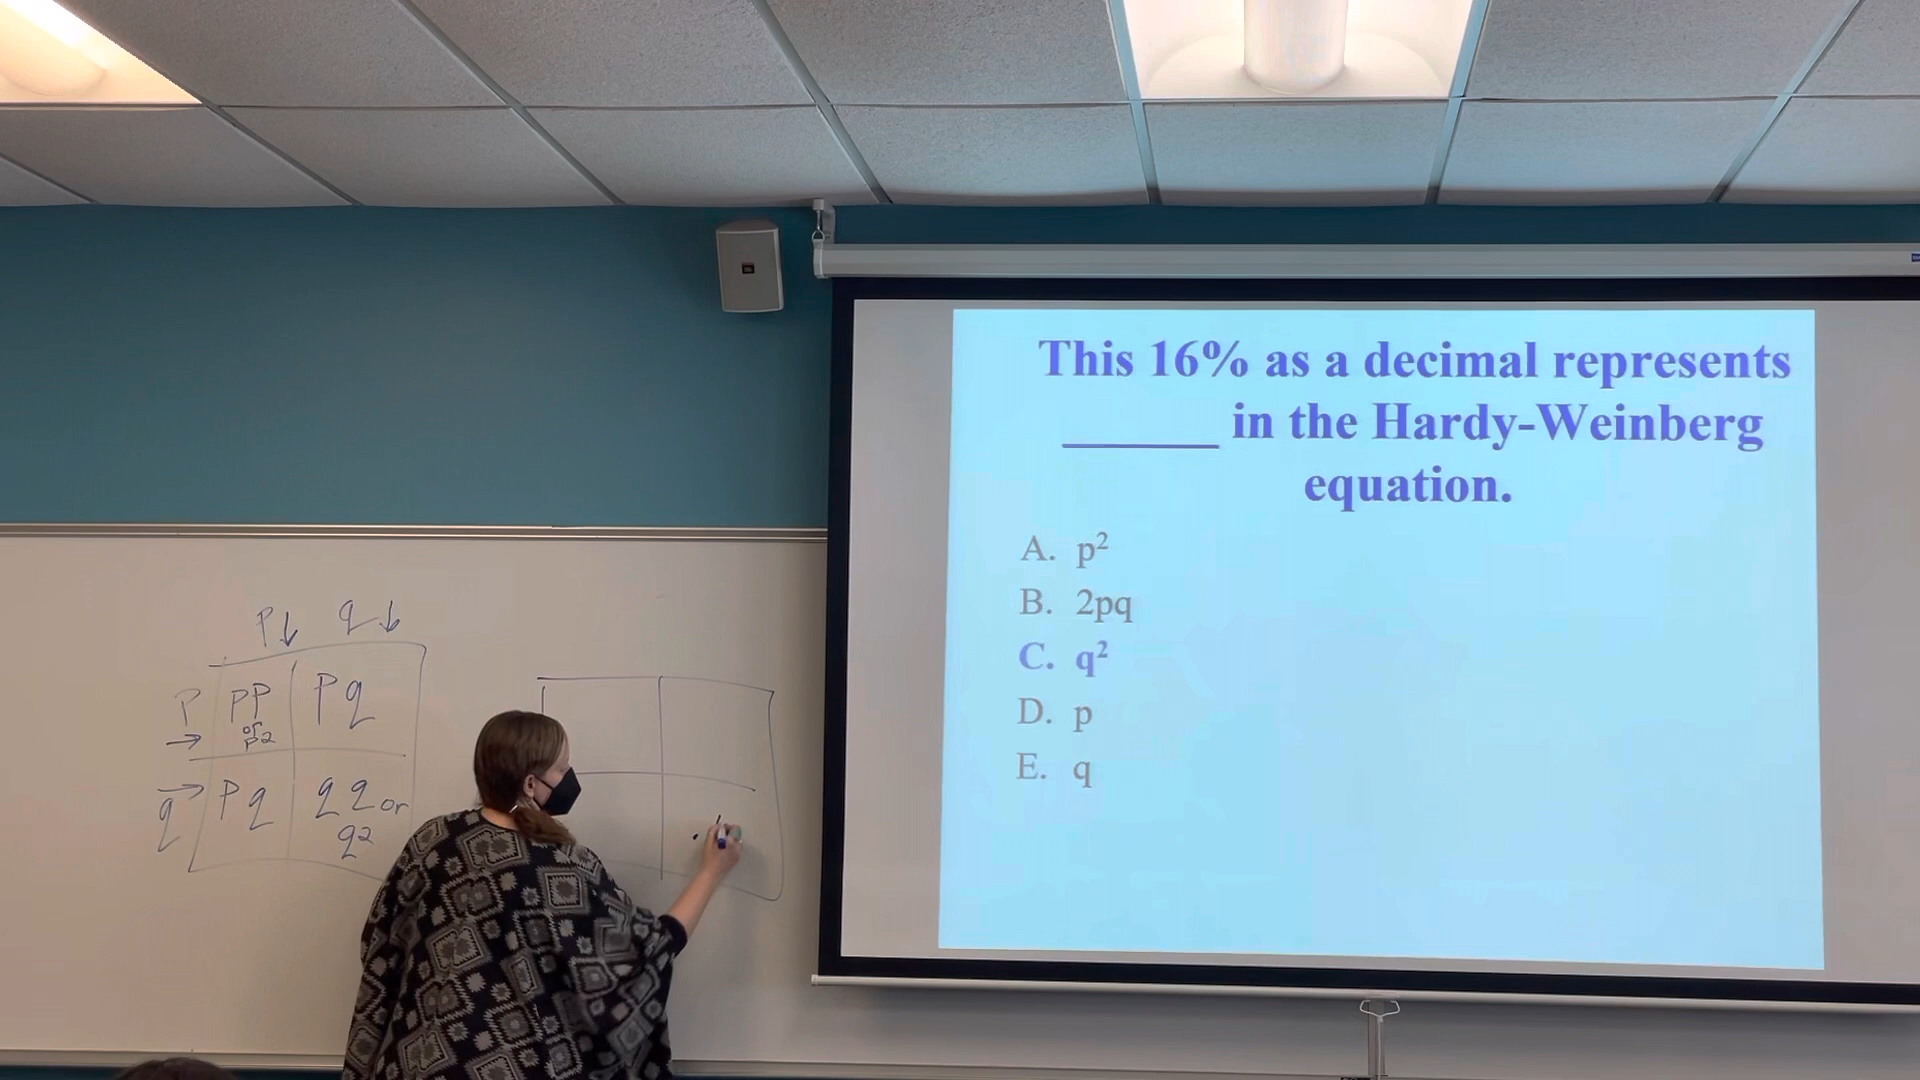 This 16% as a decimal represents
______ in the Hardy-Weinberg
equation.
A. p²
B. 2pq
C. q²
D. p
E. q
p↓ q↓
P PP Pq
→ or
p2
→ Pq qq or
q q2